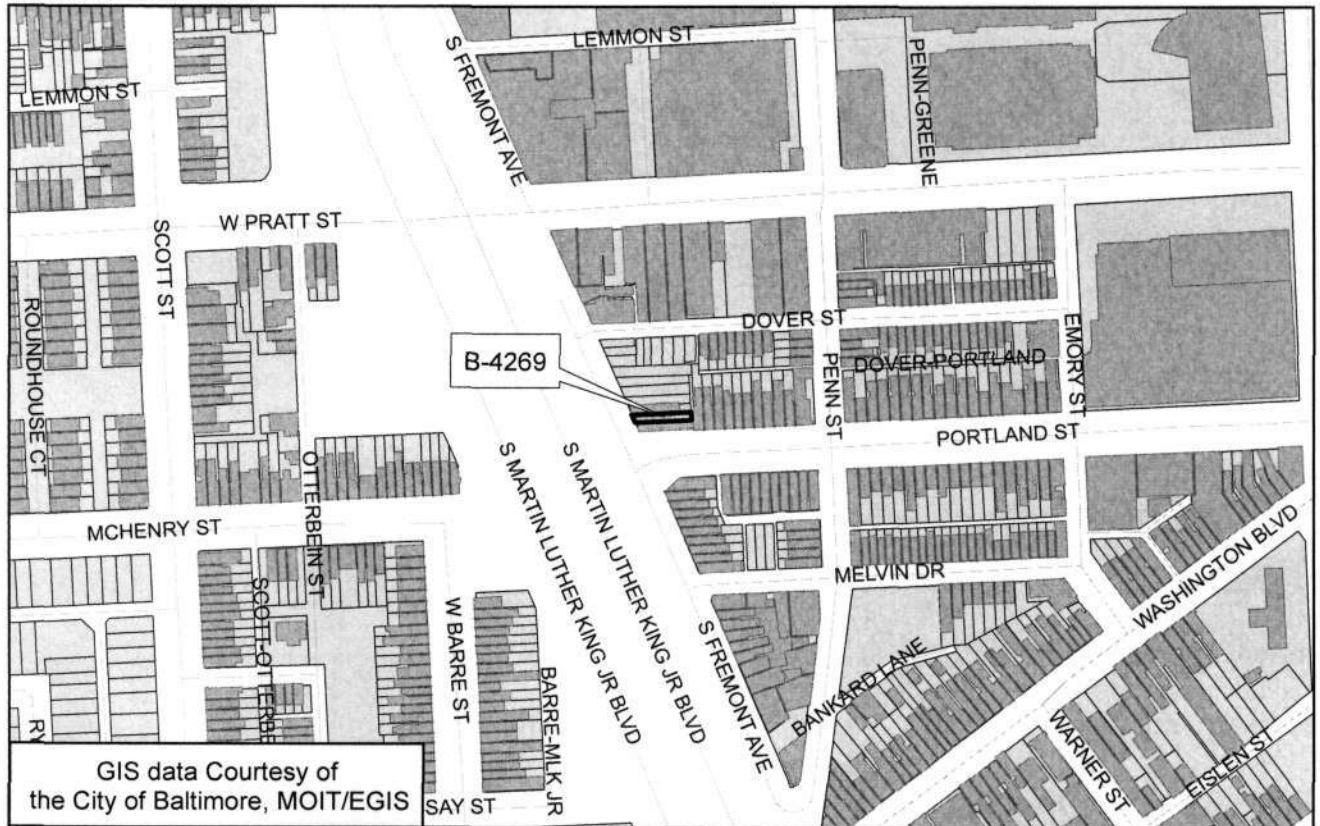 LEMMON ST
S FREMONT AVE
PENN-GREENE
LEMMON ST
W PRATT ST
SCOTT ST
ROUNDHOUSE CT
DOVER ST
B-4269
DOVER-PORTLAND
PENN ST
EMORY ST
PORTLAND ST
OTTERBEIN ST
S MARTIN LUTHER KING JR BLVD
S MARTIN LUTHER KING JR BLVD
MCHENRY ST
MELVIN DR
WASHINGTON BLVD
SCOTT-OTTERBE
W BARRE ST
BARRE-MLK JR
S FREMONT AVE
BANKARD LANE
WARNER ST
EISLEN ST
RY
GIS data Courtesy of
the City of Baltimore, MOIT/EGIS
SAY ST